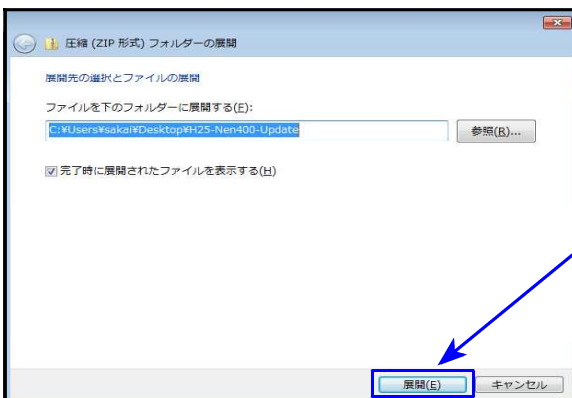 圧縮 (ZIP 形式) フォルダーの展開
展開先の選択とファイルの展開
ファイルを下のフォルダーに展開する(F):
C:¥Users¥sakai¥Desktop¥H25-Nen400-Update
参照(R)...
完了時に展開されたファイルを表示する(H)
展開(E)
キャンセル